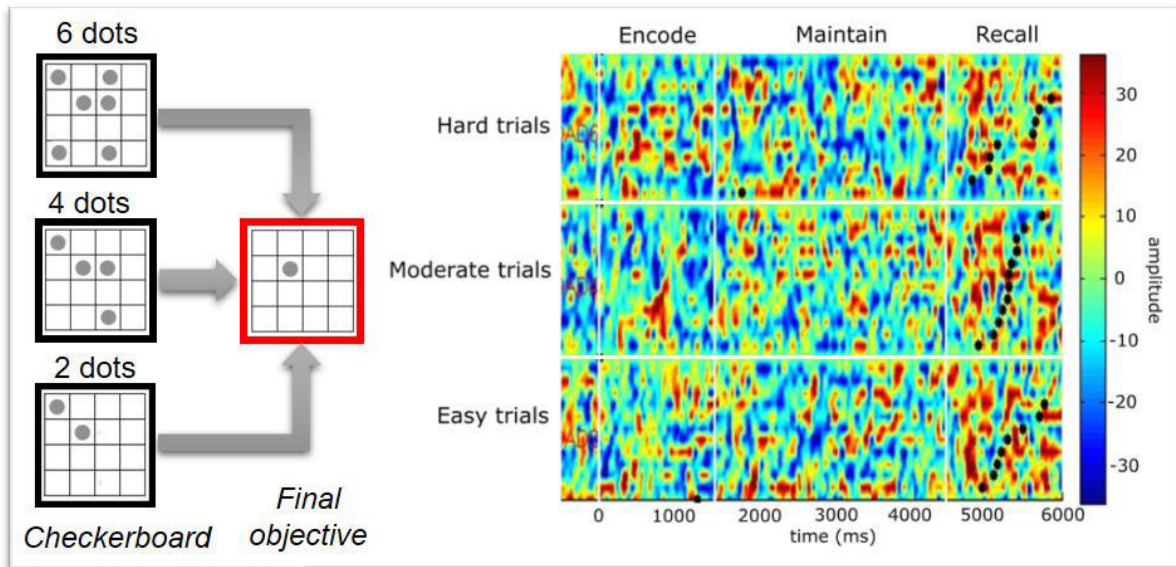 6 dots
4 dots
2 dots
Checkerboard
Final
objective
Encode
Maintain
Recall
Hard trials
Moderate trials
Easy trials
0
1000
2000
3000
4000
5000
6000
time (ms)
30
20
10
0
-10
-20
-30
amplitude